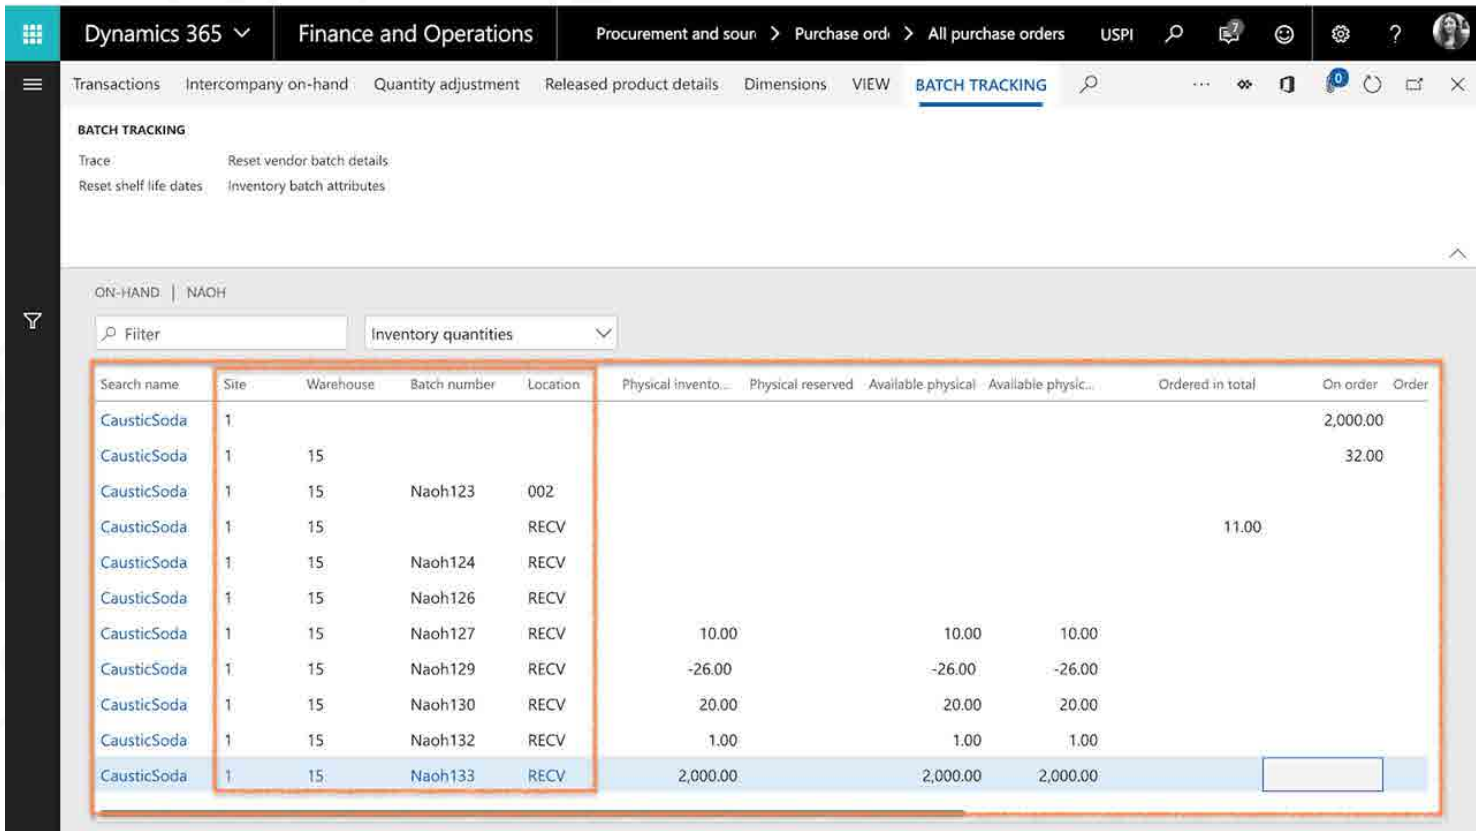 Dynamics 365 Finance and Operations Procurement and sourc Purchase ord All purchase orders USPI 7 ?
Transactions Intercompany on-hand Quantity adjustment Released product details Dimensions VIEW BATCH TRACKING ... 0
BATCH TRACKING
Trace Reset vendor batch details
Reset shelf life dates Inventory batch attributes
ON-HAND | NAOH
Filter Inventory quantities
Search name Site Warehouse Batch number Location Physical invento... Physical reserved Available physical Available physic... Ordered in total On order Order
CausticSoda 1 2,000.00
CausticSoda 1 15 32.00
CausticSoda 1 15 Naoh123 002
CausticSoda 1 15 RECV 11.00
CausticSoda 1 15 Naoh124 RECV
CausticSoda 1 15 Naoh126 RECV
CausticSoda 1 15 Naoh127 RECV 10.00 10.00 10.00
CausticSoda 1 15 Naoh129 RECV -26.00 -26.00 -26.00
CausticSoda 1 15 Naoh130 RECV 20.00 20.00 20.00
CausticSoda 1 15 Naoh132 RECV 1.00 1.00 1.00
CausticSoda 1 15 Naoh133 RECV 2,000.00 2,000.00 2,000.00